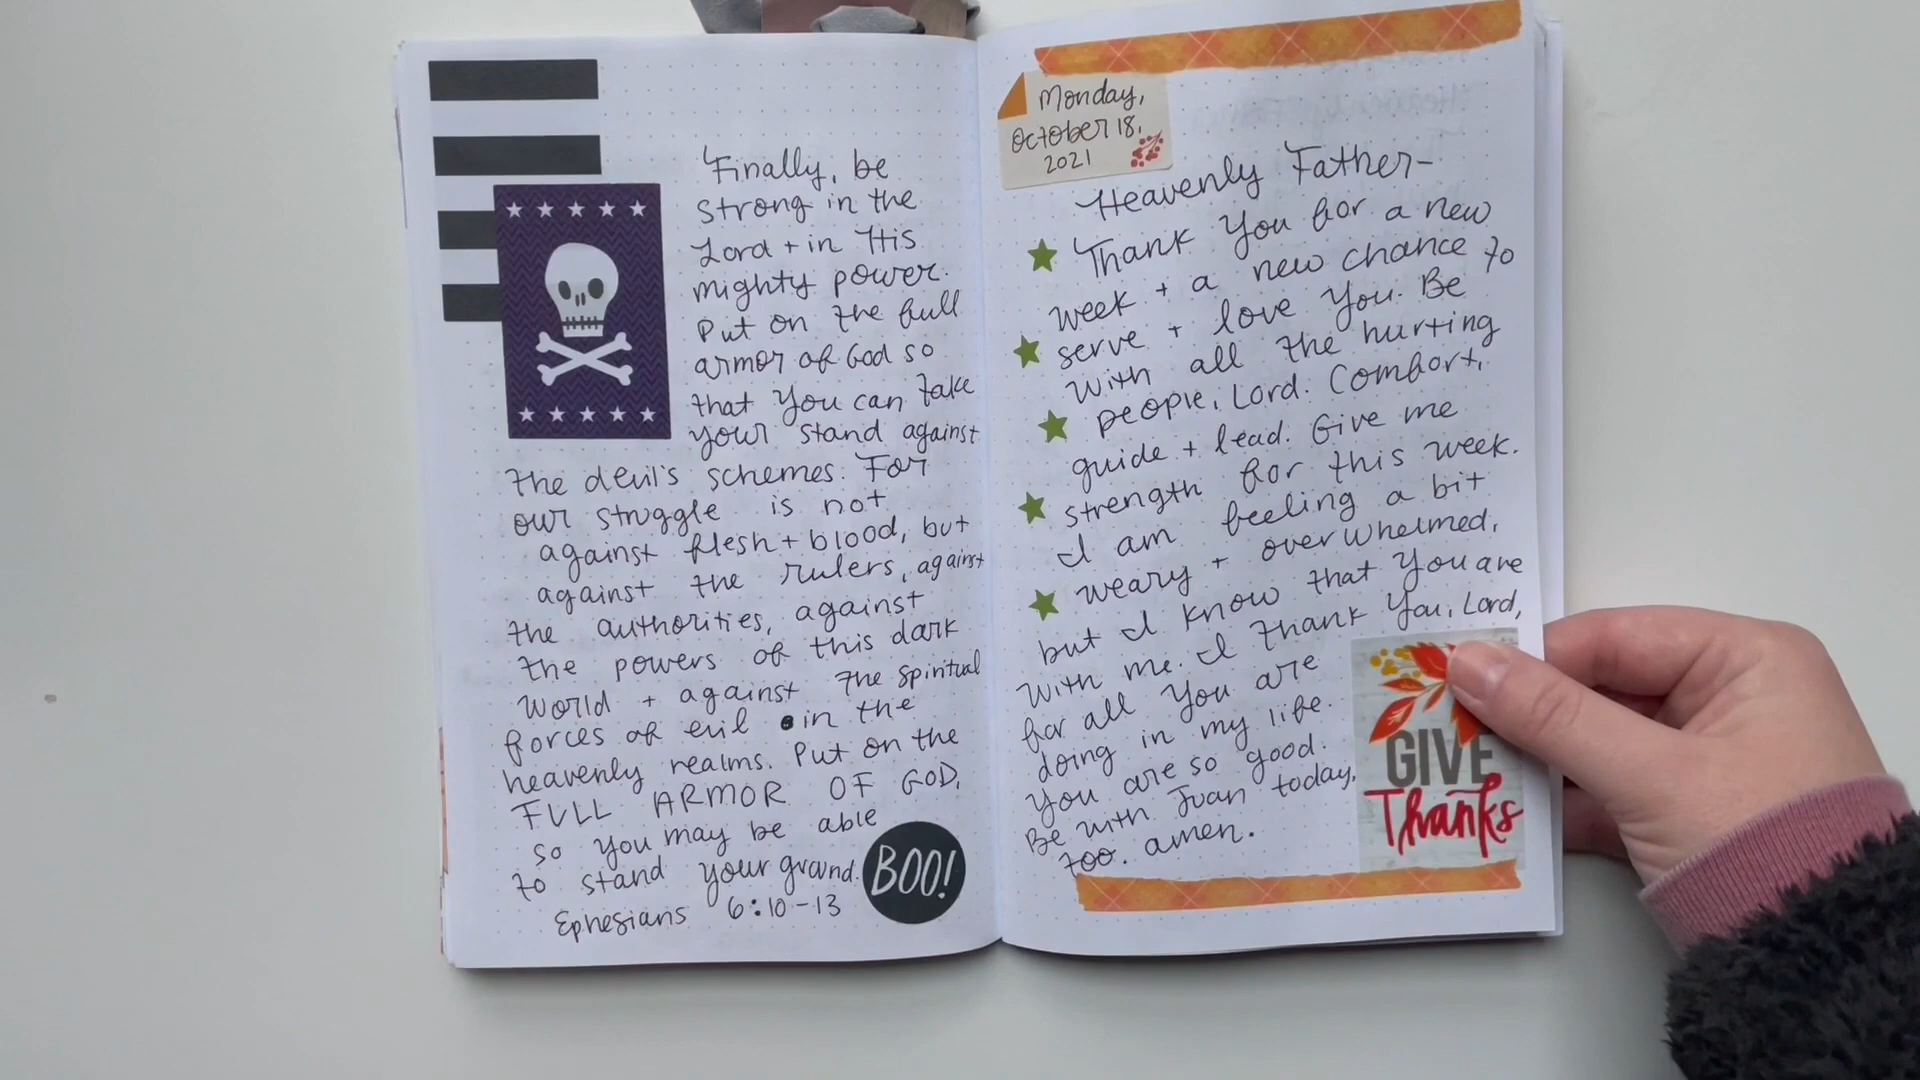 Finally, be
strong in the
Lord + in His
mighty power.
Put on the full
armor of God so
that You can take
your stand against
the devil's schemes. For
our struggle is not
against flesh + blood, but
against the rulers, against
the authorities, against
the powers of this dark
world + against the spiritual
forces of evil in the
heavenly realms. Put on the
FULL ARMOR OF GOD,
so you may be able
to stand your ground.
Ephesians 6:10-13
BOO!
Monday,
October 18,
2021
Heavenly Father-
Thank You for a new
week + a new chance to
serve + love You. Be
with all the hurting
people, Lord. Comfort,
guide + lead. Give me
strength for this week.
I am feeling a bit
weary + overwhelmed,
but I know that You are
with me. I thank You, Lord,
for all You are
doing in my life.
You are so good.
Be with Juan today,
too. amen.
GIVE
Thanks